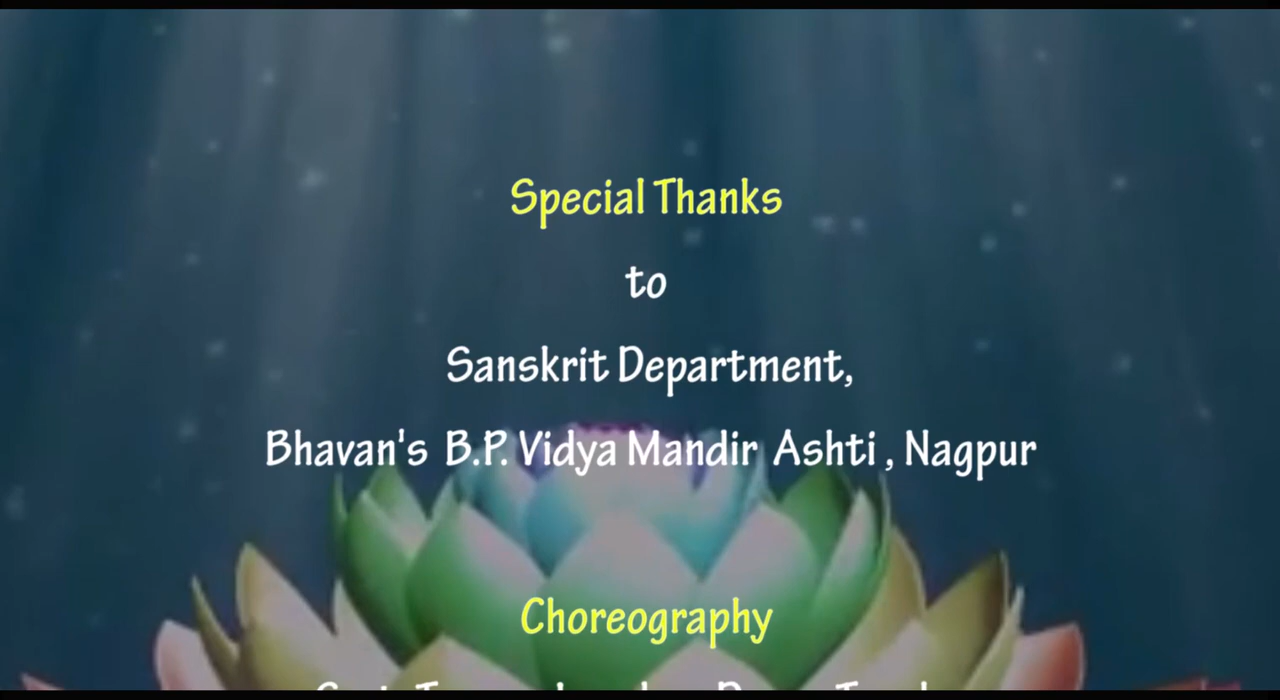 Special Thanks
to
Sanskrit Department,
Bhavan's B.P. Vidya Mandir Ashti , Nagpur
Choreography